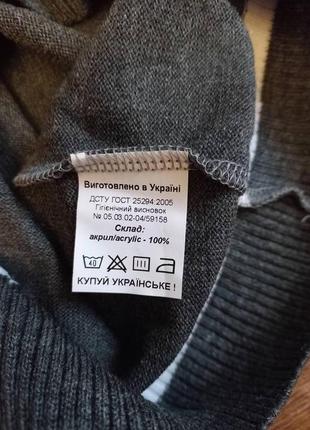 Виготовлено в Україні
ДСТУ ГОСТ 25294:2005
Гігієнічний висновок
№ 05.03.02-04/59158
Склад:
акрил/acrylic - 100%
40
КУПУЙ УКРАЇНСЬКЕ !